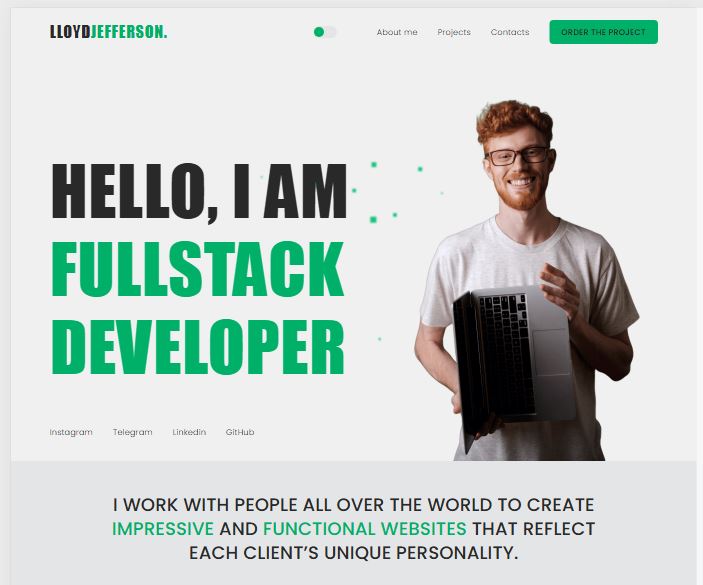 LLOYDJEFFERSON.
About me
Projects
Contacts
ORDER THE PROJECT
HELLO, I AM
FULLSTACK
DEVELOPER
Instagram
Telegram
Linkedin
GitHub
I WORK WITH PEOPLE ALL OVER THE WORLD TO CREATE
IMPRESSIVE AND FUNCTIONAL WEBSITES THAT REFLECT
EACH CLIENT’S UNIQUE PERSONALITY.